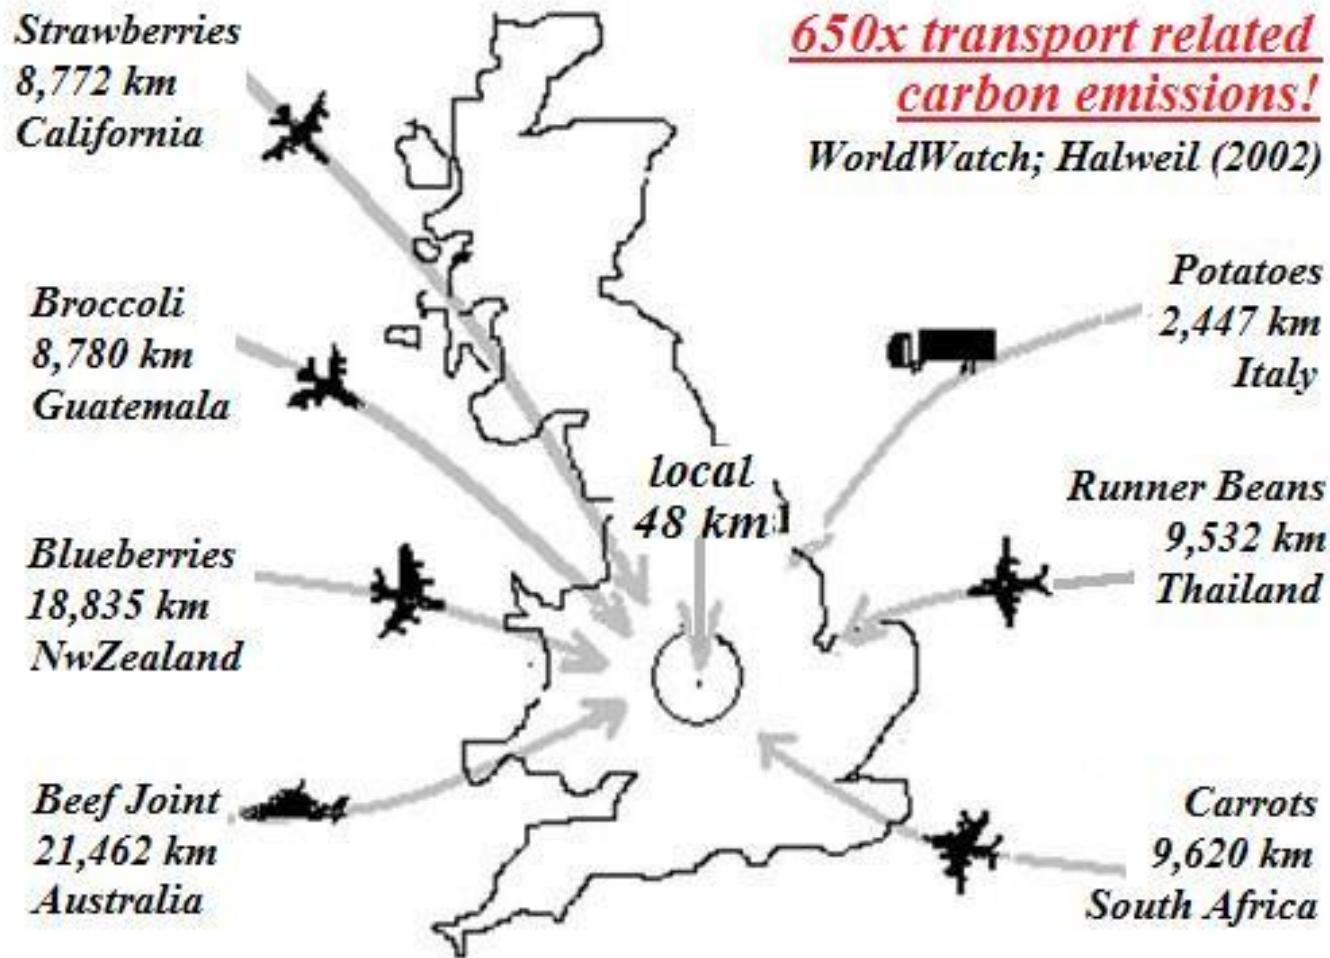 Strawberries
8,772 km
California
650x transport related
carbon emissions!
WorldWatch; Halweil (2002)
Broccoli
8,780 km
Guatemala
Potatoes
2,447 km
Italy
local
48 km
Runner Beans
9,532 km
Thailand
Blueberries
18,835 km
NwZealand
Beef Joint
21,462 km
Australia
Carrots
9,620 km
South Africa